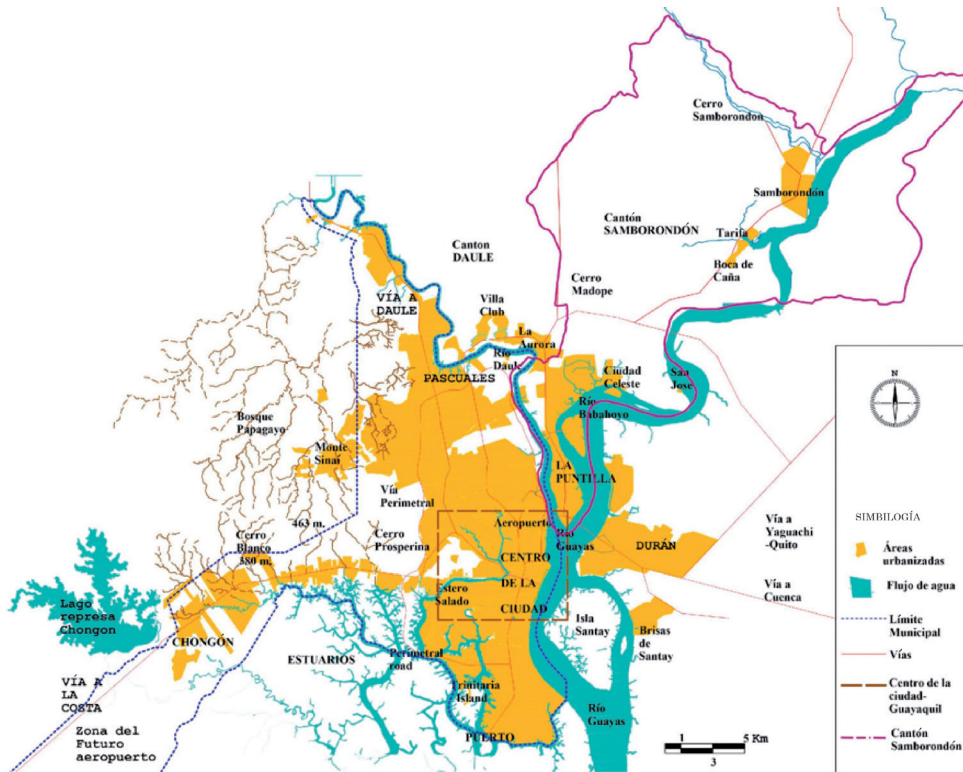 Cerro
Samborondon
Samborondón
Cantón
SAMBORONDÓN
Tarifa
Boca de
Caña
Canton
DAULE
Cerro
Madope
VÍA A
DAULE
Villa
Club
La
Aurora
Río
Daule
PASCUALES
Ciudad
Celeste
San
Jose
Río
Babahoyo
Bosque
Papagayo
Monte
Sinaí
LA
PUNTILLA
Vía
Perimetral
463 m.
Cerro
Prosperina
Cerro
Blanco
380 m.
Aeropuerto
Río
Guayas
DURÁN
Vía a
Yaguachi
-Quito
CENTRO
DE LA
CIUDAD
Estero
Salado
Vía a
Cuenca
Lago
represa
Chongon
CHONGÓN
Isla
Santay
Brisas
de
Santay
ESTUARIOS
Perimetral
road
Trinitaria
Island
VÍA A
LA
COSTA
Río
Guayas
PUERTO
Zona del
Futuro
aeropuerto
1 5 Km
3
N
SIMBILOGÍA
Áreas
urbanizadas
Flujo de agua
Límite
Municipal
Vías
Centro de la
ciudad-
Guayaquil
Cantón
Samborondón